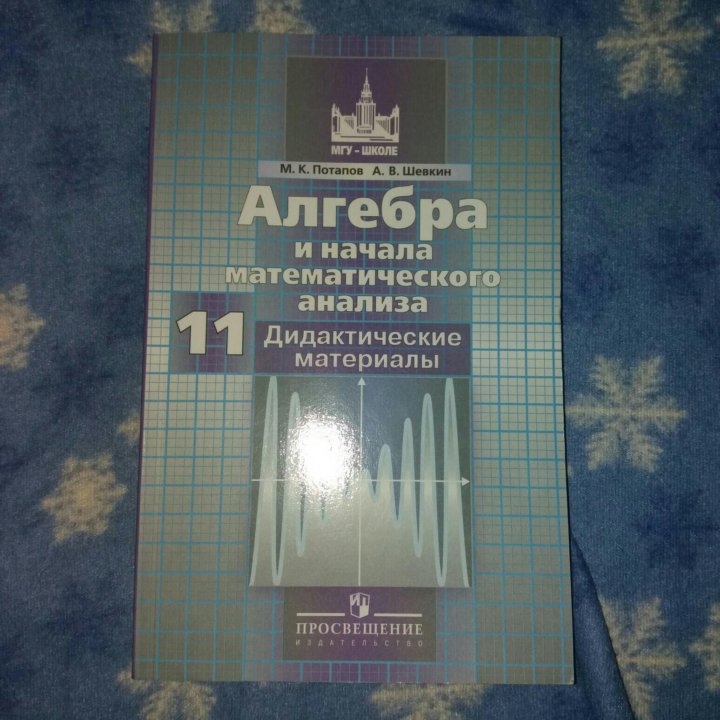 МГУ – ШКОЛЕ
М. К. Потапов А. В. Шевкин
Алгебра
и начала
математического
анализа
11 Дидактические
материалы
ПРОСВЕЩЕНИЕ
ИЗДАТЕЛЬСТВО